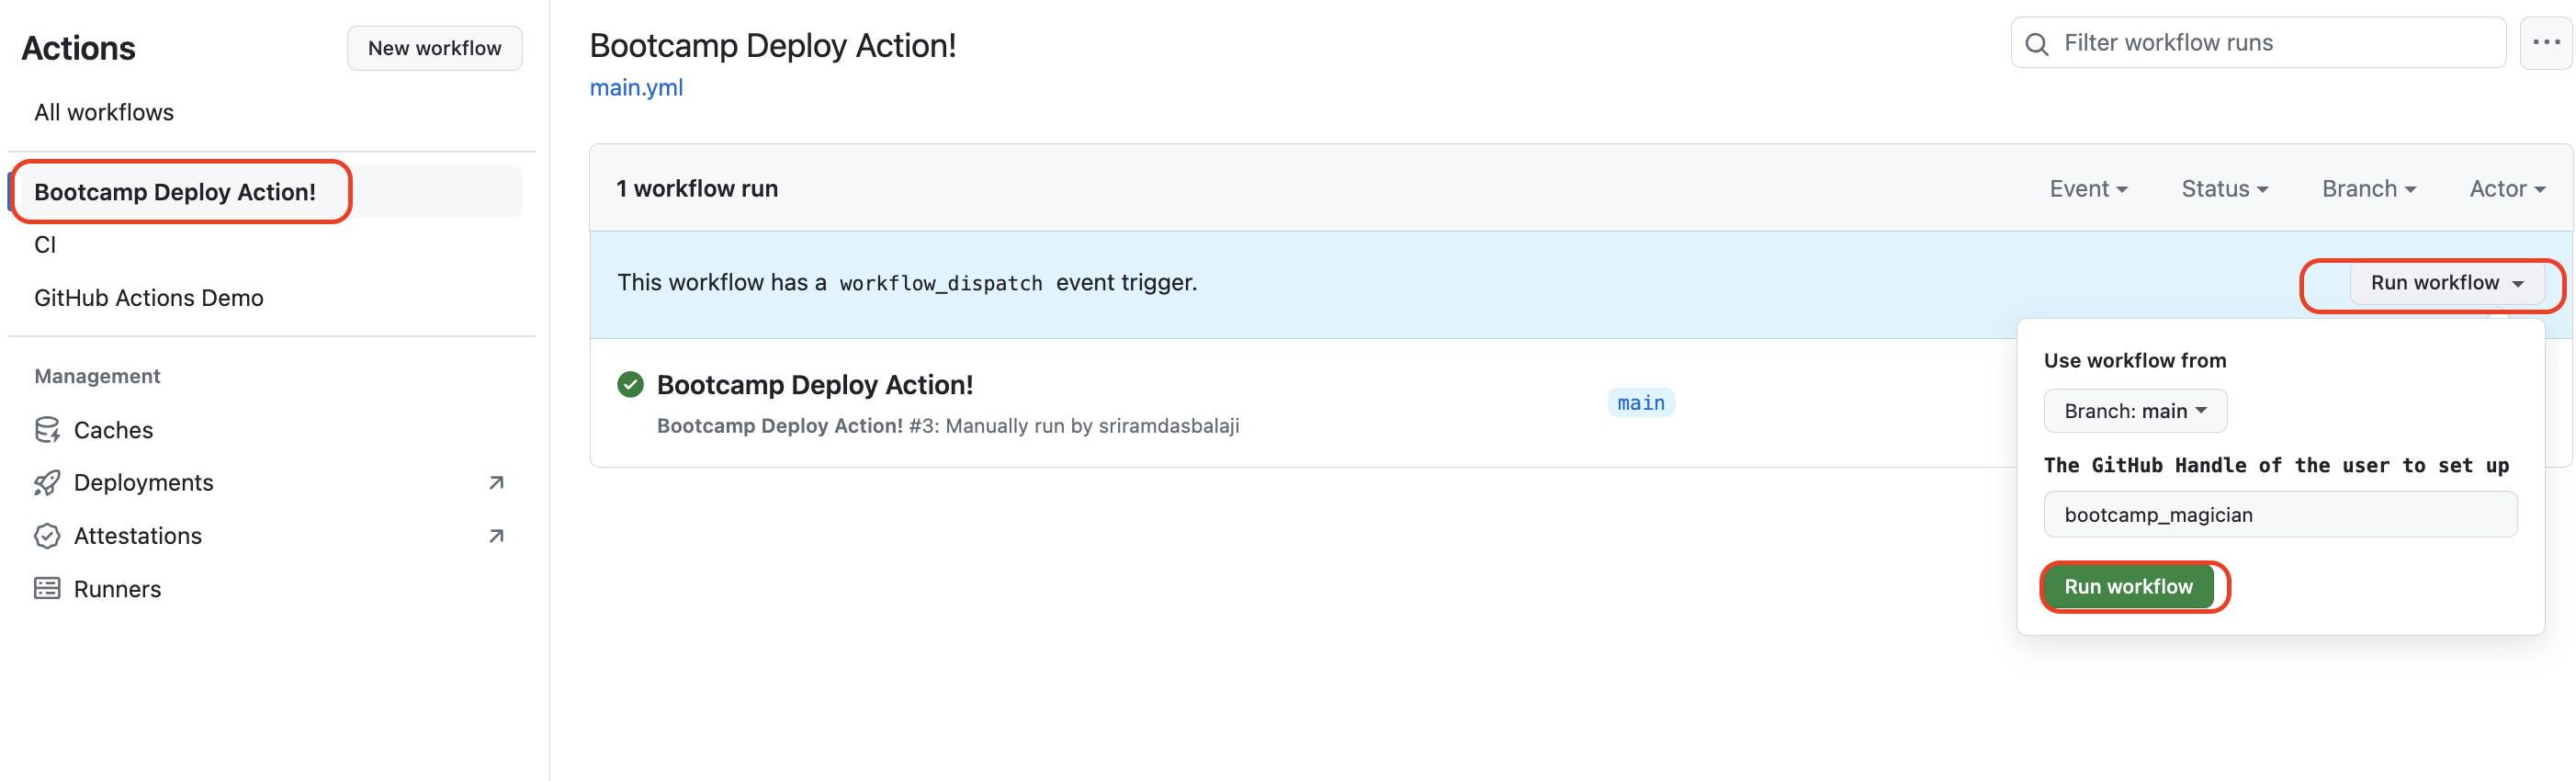 Actions
New workflow
All workflows
Bootcamp Deploy Action!
CI
GitHub Actions Demo
Management
Caches
Deployments
Attestations
Runners
Bootcamp Deploy Action!
main.yml
Filter workflow runs
1 workflow run
Event
Status
Branch
Actor
This workflow has a workflow_dispatch event trigger.
Run workflow
Bootcamp Deploy Action!
Bootcamp Deploy Action! #3: Manually run by sriramdasbalaji
main
Use workflow from
Branch: main
The GitHub Handle of the user to set up
bootcamp_magician
Run workflow